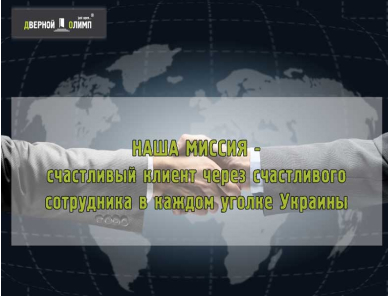 ДВЕРНОЙ ОЛИМП
НАША МИССИЯ -
счастливый клиент через счастливого
сотрудника в каждом уголке Украины